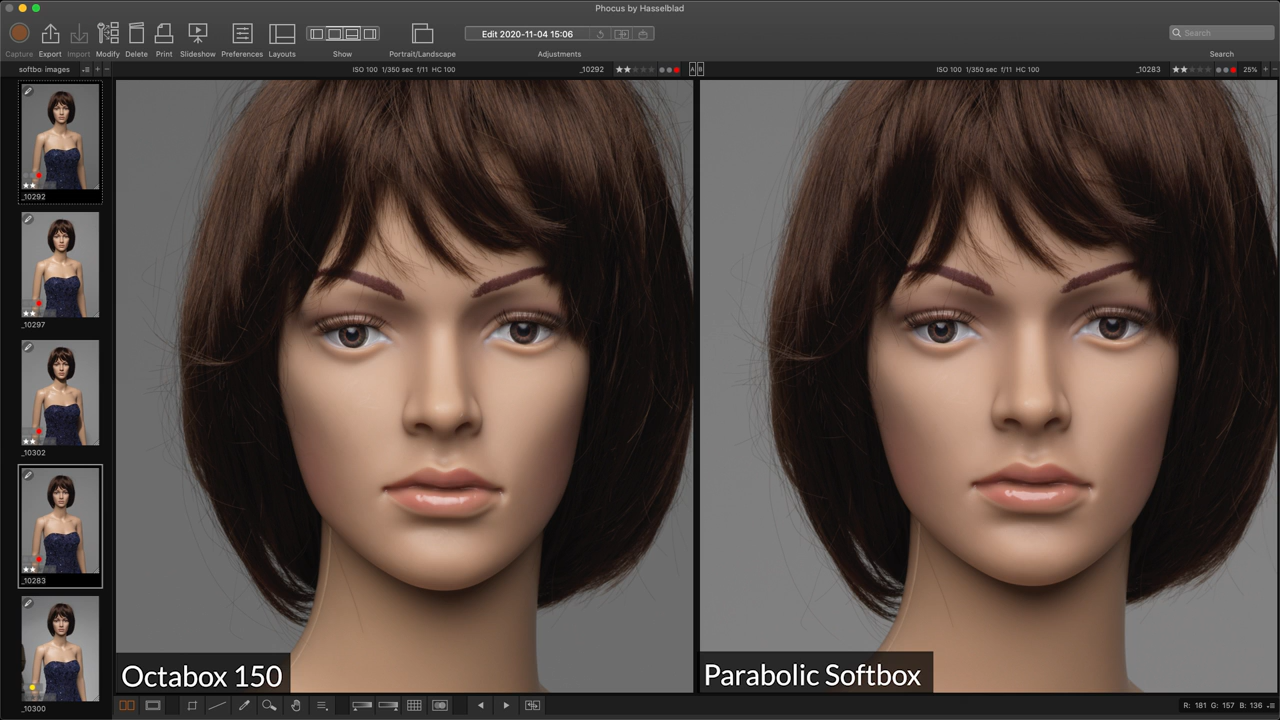 Phocus by Hasselblad
Edit 2020-11-04 15:06
Search
Capture Export Import Modify Delete Print Slideshow Preferences Layouts Show Portrait/Landscape Adjustments Search
softbo images
ISO 100 1/350 sec f/11 HC 100
_10292
A B
ISO 100 1/350 sec f/11 HC 100
_10283
25%
_10292
_10297
_10302
_10283
_10300
Octabox 150
Parabolic Softbox
R: 181 G: 157 B: 136